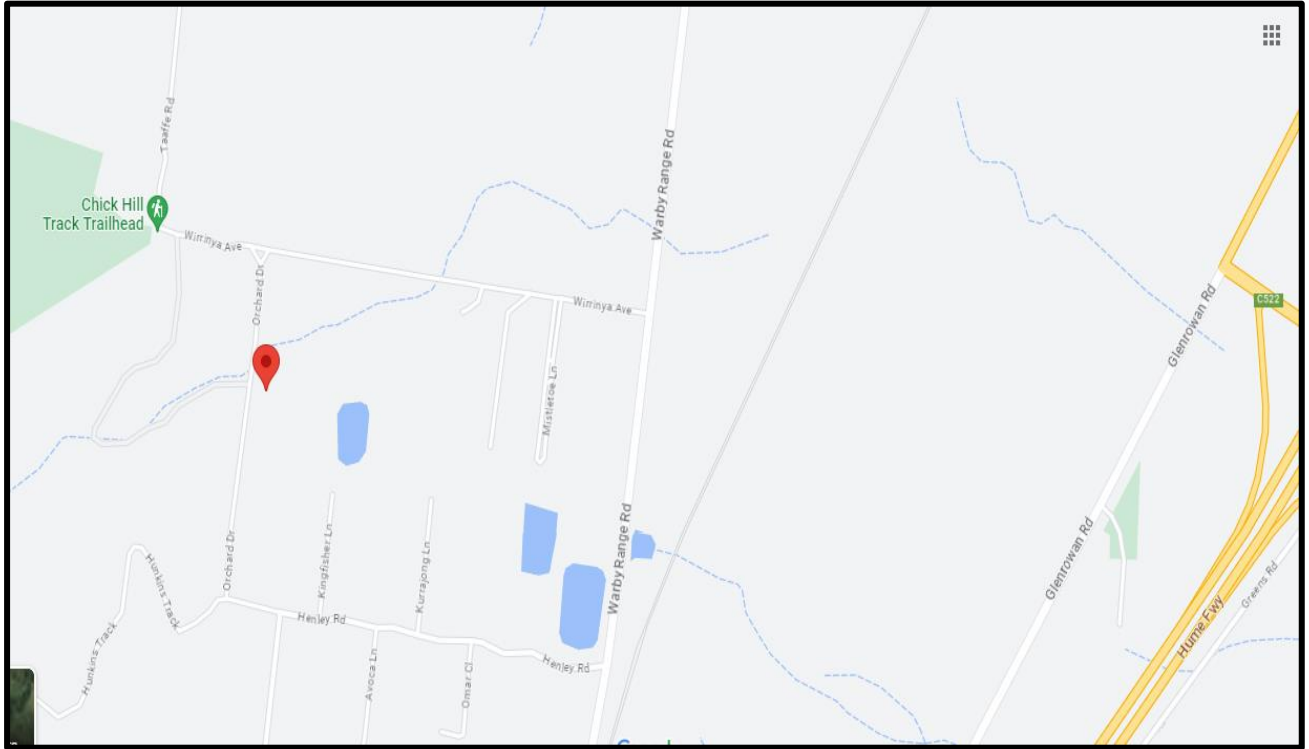 Taaffe Rd
Chick Hill
Track Trailhead
Wirrinya Ave
Warby Range Rd
Orchard Dr
Wirrinya Ave
C522
Glenrowan Rd
Mistletoe Ln
Orchard Dr
Kingfisher Ln
Kurrajong Ln
Warby Range Rd
Glenrowan Rd
Hunkins Track
Henley Rd
Hunkins Track
Avoca Ln
Omar Cl
Henley Rd
Hume Fwy
Greens Rd